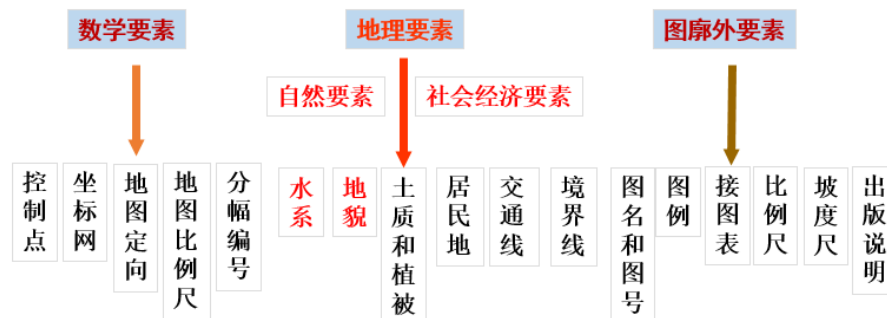 数学要素
地理要素
图廓外要素
自然要素
社会经济要素
控制点
坐标网
地图定向
地图比例尺
分幅编号
水系
地貌
土质和植被
居民地
交通线
境界线
图名和图号
图例
接图表
比例尺
坡度尺
出版说明